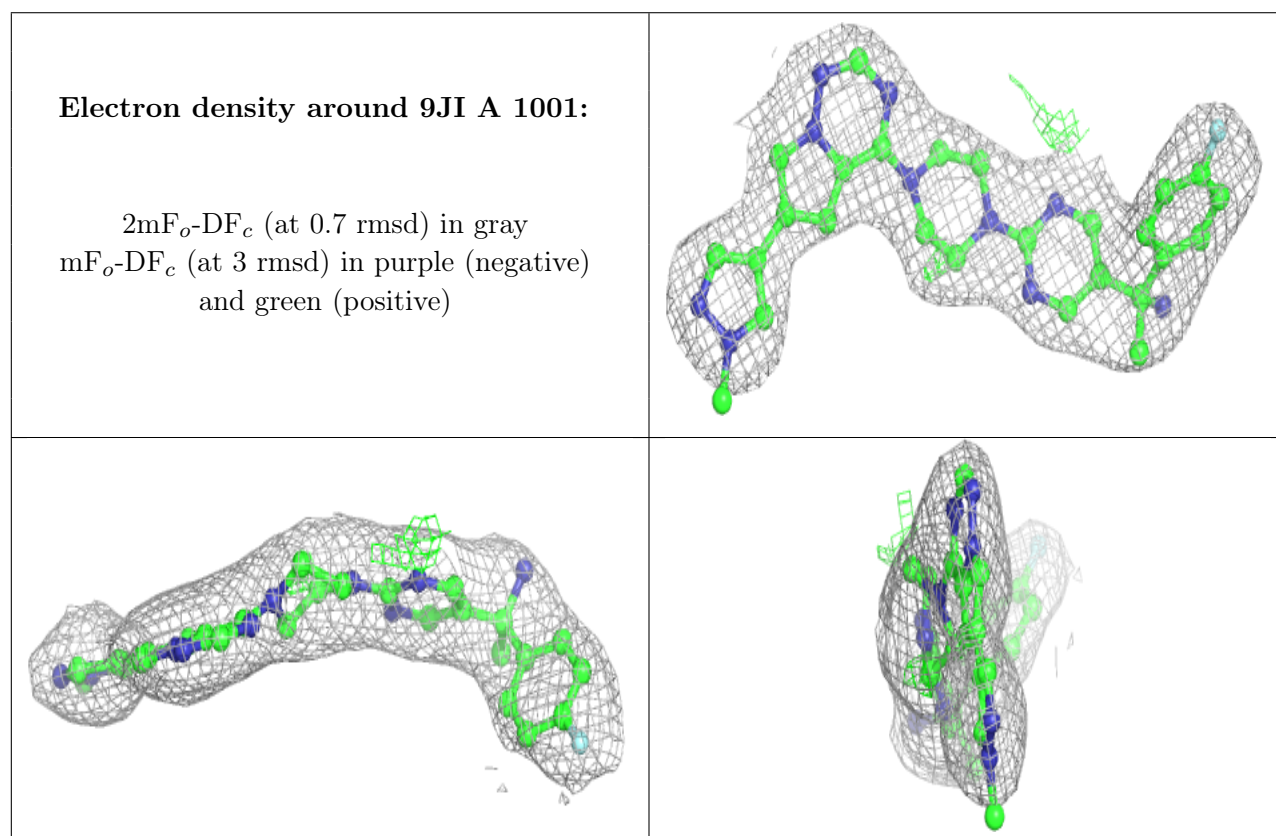 Electron density around 9JI A 1001:
2mFo-DFc (at 0.7 rmsd) in gray
mFo-DFc (at 3 rmsd) in purple (negative)
and green (positive)